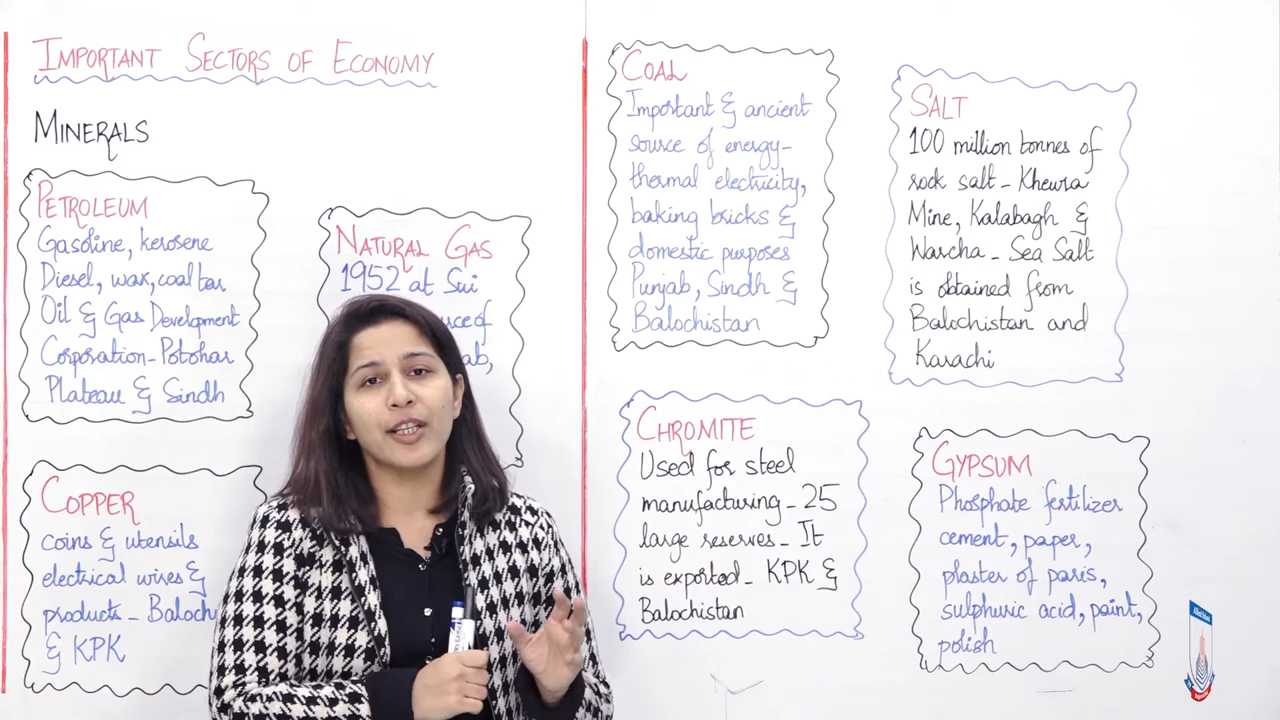 IMPORTANT SECTORS OF ECONOMY
MINERALS
PETROLEUM
Gasoline, kerosene
Diesel, wax, coal tar
Oil & Gas Development
Corporation - Potohar
Plateau & Sindh
NATURAL GAS
1952 at Sui
of
COPPER
coins & utensils
electrical wires &
products - Baloch
& KPK
COAL
Important & ancient
source of energy -
thermal electricity,
baking bricks &
domestic purposes
Punjab, Sindh &
Balochistan
CHROMITE
Used for steel
manufacturing - 25
large reserves - It
is exported - KPK &
Balochistan
SALT
100 million tonnes of
rock salt - Khewra
Mine, Kalabagh &
Warcha - Sea Salt
is obtained from
Balochistan and
Karachi
GYPSUM
Phosphate fertilizer
cement, paper,
plaster of paris,
sulphuric acid, paint,
polish
Allied School